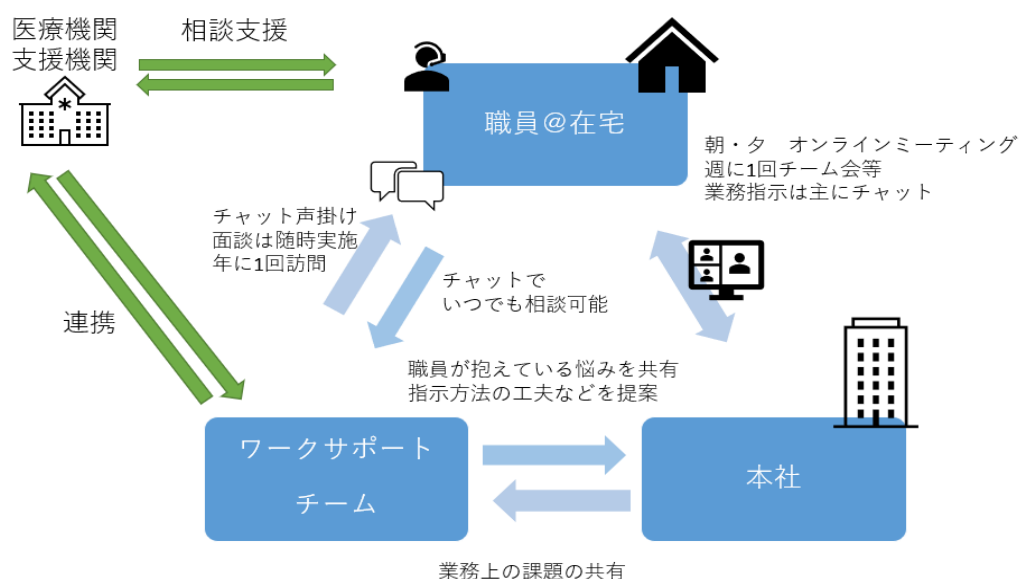 医療機関
支援機関
相談支援
職員@在宅
朝・夕　オンラインミーティング
週に1回チーム会等
業務指示は主にチャット
チャット声掛け
面談は随時実施
年に1回訪問
チャットで
いつでも相談可能
連携
職員が抱えている悩みを共有
指示方法の工夫などを提案
ワークサポート
チーム
本社
業務上の課題の共有